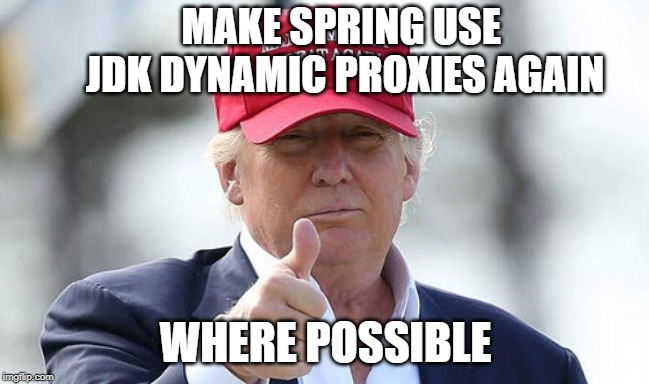 MAKE SPRING USE
JDK DYNAMIC PROXIES AGAIN
WHERE POSSIBLE
imgflip.com